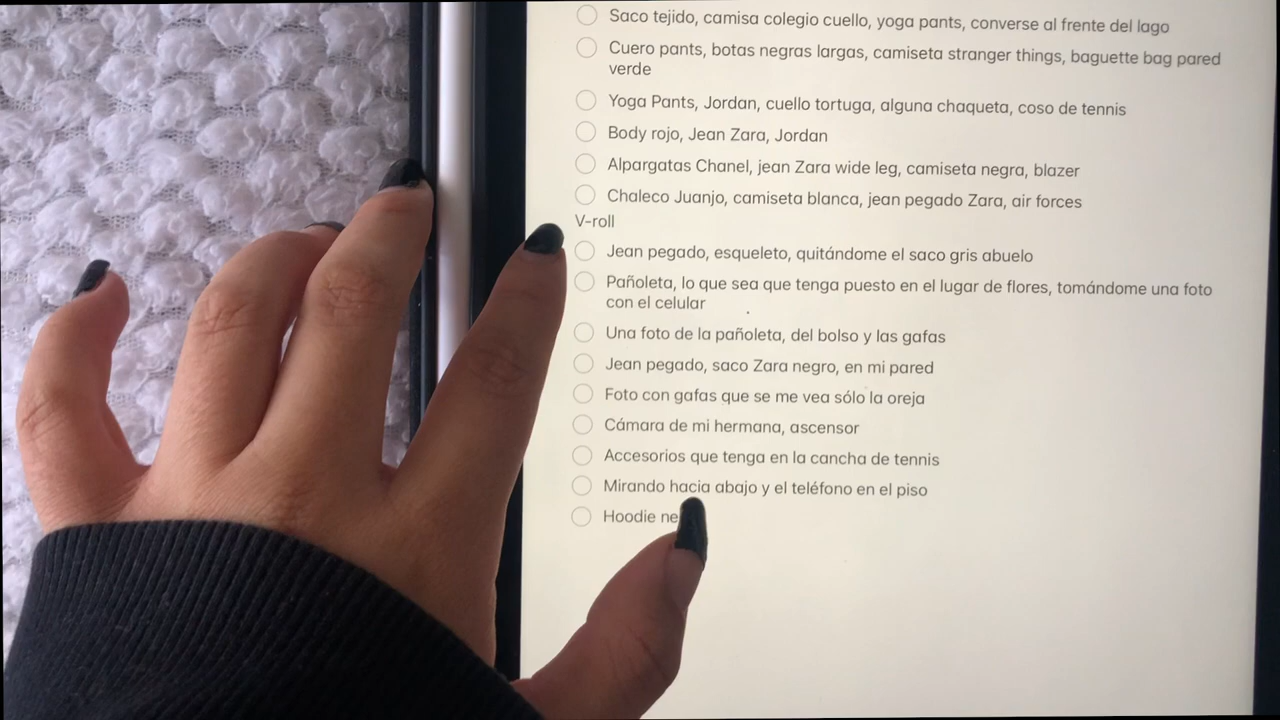 Saco tejido, camisa colegio cuello, yoga pants, converse al frente del lago
Cuero pants, botas negras largas, camiseta stranger things, baguette bag pared
verde
Yoga Pants, Jordan, cuello tortuga, alguna chaqueta, coso de tennis
Body rojo, Jean Zara, Jordan
Alpargatas Chanel, jean Zara wide leg, camiseta negra, blazer
Chaleco Juanjo, camiseta blanca, jean pegado Zara, air forces
V-roll
Jean pegado, esqueleto, quitándome el saco gris abuelo
Pañoleta, lo que sea que tenga puesto en el lugar de flores, tomándome una foto
con el celular
Una foto de la pañoleta, del bolso y las gafas
Jean pegado, saco Zara negro, en mi pared
Foto con gafas que se me vea sólo la oreja
Cámara de mi hermana, ascensor
Accesorios que tenga en la cancha de tennis
Mirando hacia abajo y el teléfono en el piso
Hoodie